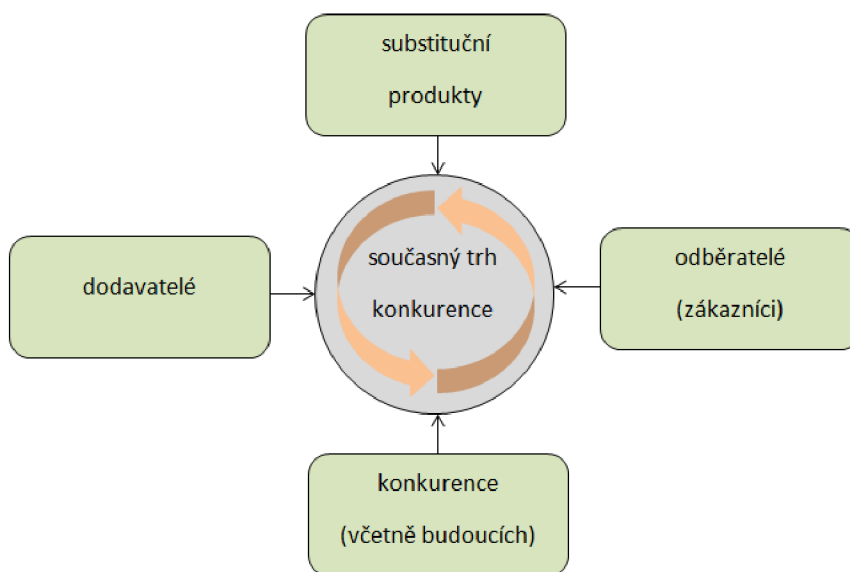 substituční
produkty
dodavatelé
současný trh
konkurence
odběratelé
(zákazníci)
konkurence
(včetně budoucích)